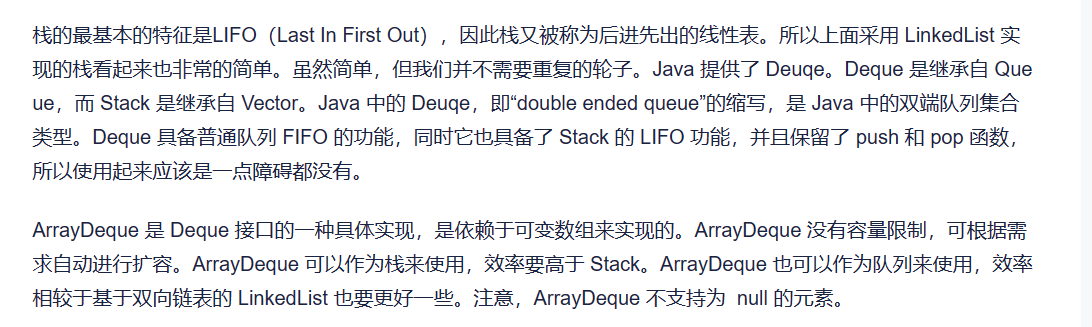 栈的最基本的特征是LIFO（Last In First Out），因此栈又被称为后进先出的线性表。所以上面采用 LinkedList 实
现的栈看起来也非常的简单。虽然简单，但我们并不需要重复的轮子。Java 提供了 Deuqe。Deque 是继承自 Que
ue，而 Stack 是继承自 Vector。Java 中的 Deuqe，即“double ended queue”的缩写，是 Java 中的双端队列集合
类型。Deque 具备普通队列 FIFO 的功能，同时它也具备了 Stack 的 LIFO 功能，并且保留了 push 和 pop 函数，
所以使用起来应该是一点障碍都没有。
ArrayDeque 是 Deque 接口的一种具体实现，是依赖于可变数组来实现的。ArrayDeque 没有容量限制，可根据需
求自动进行扩容。ArrayDeque 可以作为栈来使用，效率要高于 Stack。ArrayDeque 也可以作为队列来使用，效率
相较于基于双向链表的 LinkedList 也要更好一些。注意，ArrayDeque 不支持为  null 的元素。